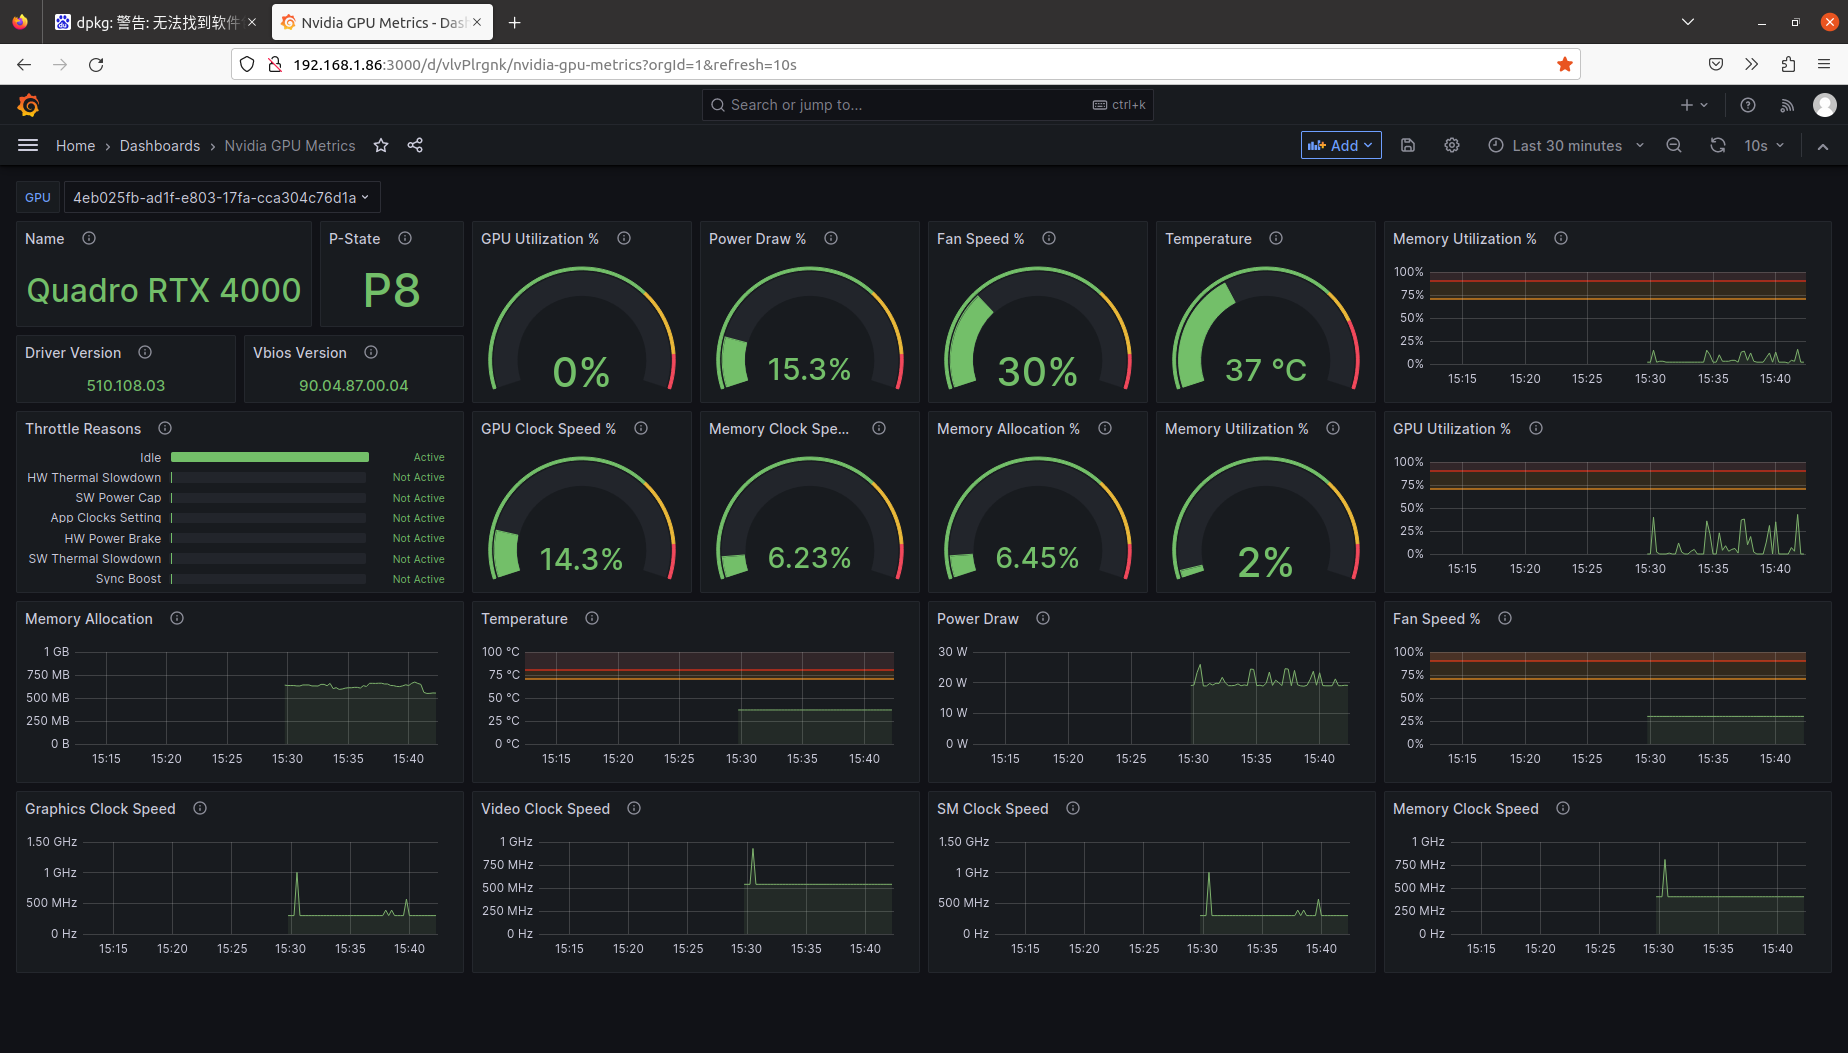 dpkg: 警告: 无法找到软件
Nvidia GPU Metrics - Das
192.168.1.86:3000/d/vlvPlrgnk/nvidia-gpu-metrics?orgId=1&refresh=10s
Search or jump to...
ctrl+k
Home › Dashboards › Nvidia GPU Metrics
Add
Last 30 minutes
10s
GPU
4eb025fb-ad1f-e803-17fa-cca304c76d1a
Name
Quadro RTX 4000
P-State
P8
GPU Utilization %
0%
Power Draw %
15.3%
Fan Speed %
30%
Temperature
37 °C
Memory Utilization %
100%
75%
50%
25%
0%
15:15 15:20 15:25 15:30 15:35 15:40
Driver Version
510.108.03
Vbios Version
90.04.87.00.04
Throttle Reasons
Idle Active
HW Thermal Slowdown Not Active
SW Power Cap Not Active
App Clocks Setting Not Active
HW Power Brake Not Active
SW Thermal Slowdown Not Active
Sync Boost Not Active
GPU Clock Speed %
14.3%
Memory Clock Spe...
6.23%
Memory Allocation %
6.45%
Memory Utilization %
2%
GPU Utilization %
100%
75%
50%
25%
0%
15:15 15:20 15:25 15:30 15:35 15:40
Memory Allocation
1 GB
750 MB
500 MB
250 MB
0 B
15:15 15:20 15:25 15:30 15:35 15:40
Temperature
100 °C
75 °C
50 °C
25 °C
0 °C
15:15 15:20 15:25 15:30 15:35 15:40
Power Draw
30 W
20 W
10 W
0 W
15:15 15:20 15:25 15:30 15:35 15:40
Fan Speed %
100%
75%
50%
25%
0%
15:15 15:20 15:25 15:30 15:35 15:40
Graphics Clock Speed
1.50 GHz
1 GHz
500 MHz
0 Hz
15:15 15:20 15:25 15:30 15:35 15:40
Video Clock Speed
1 GHz
750 MHz
500 MHz
250 MHz
0 Hz
15:15 15:20 15:25 15:30 15:35 15:40
SM Clock Speed
1.50 GHz
1 GHz
500 MHz
0 Hz
15:15 15:20 15:25 15:30 15:35 15:40
Memory Clock Speed
1 GHz
750 MHz
500 MHz
250 MHz
0 Hz
15:15 15:20 15:25 15:30 15:35 15:40